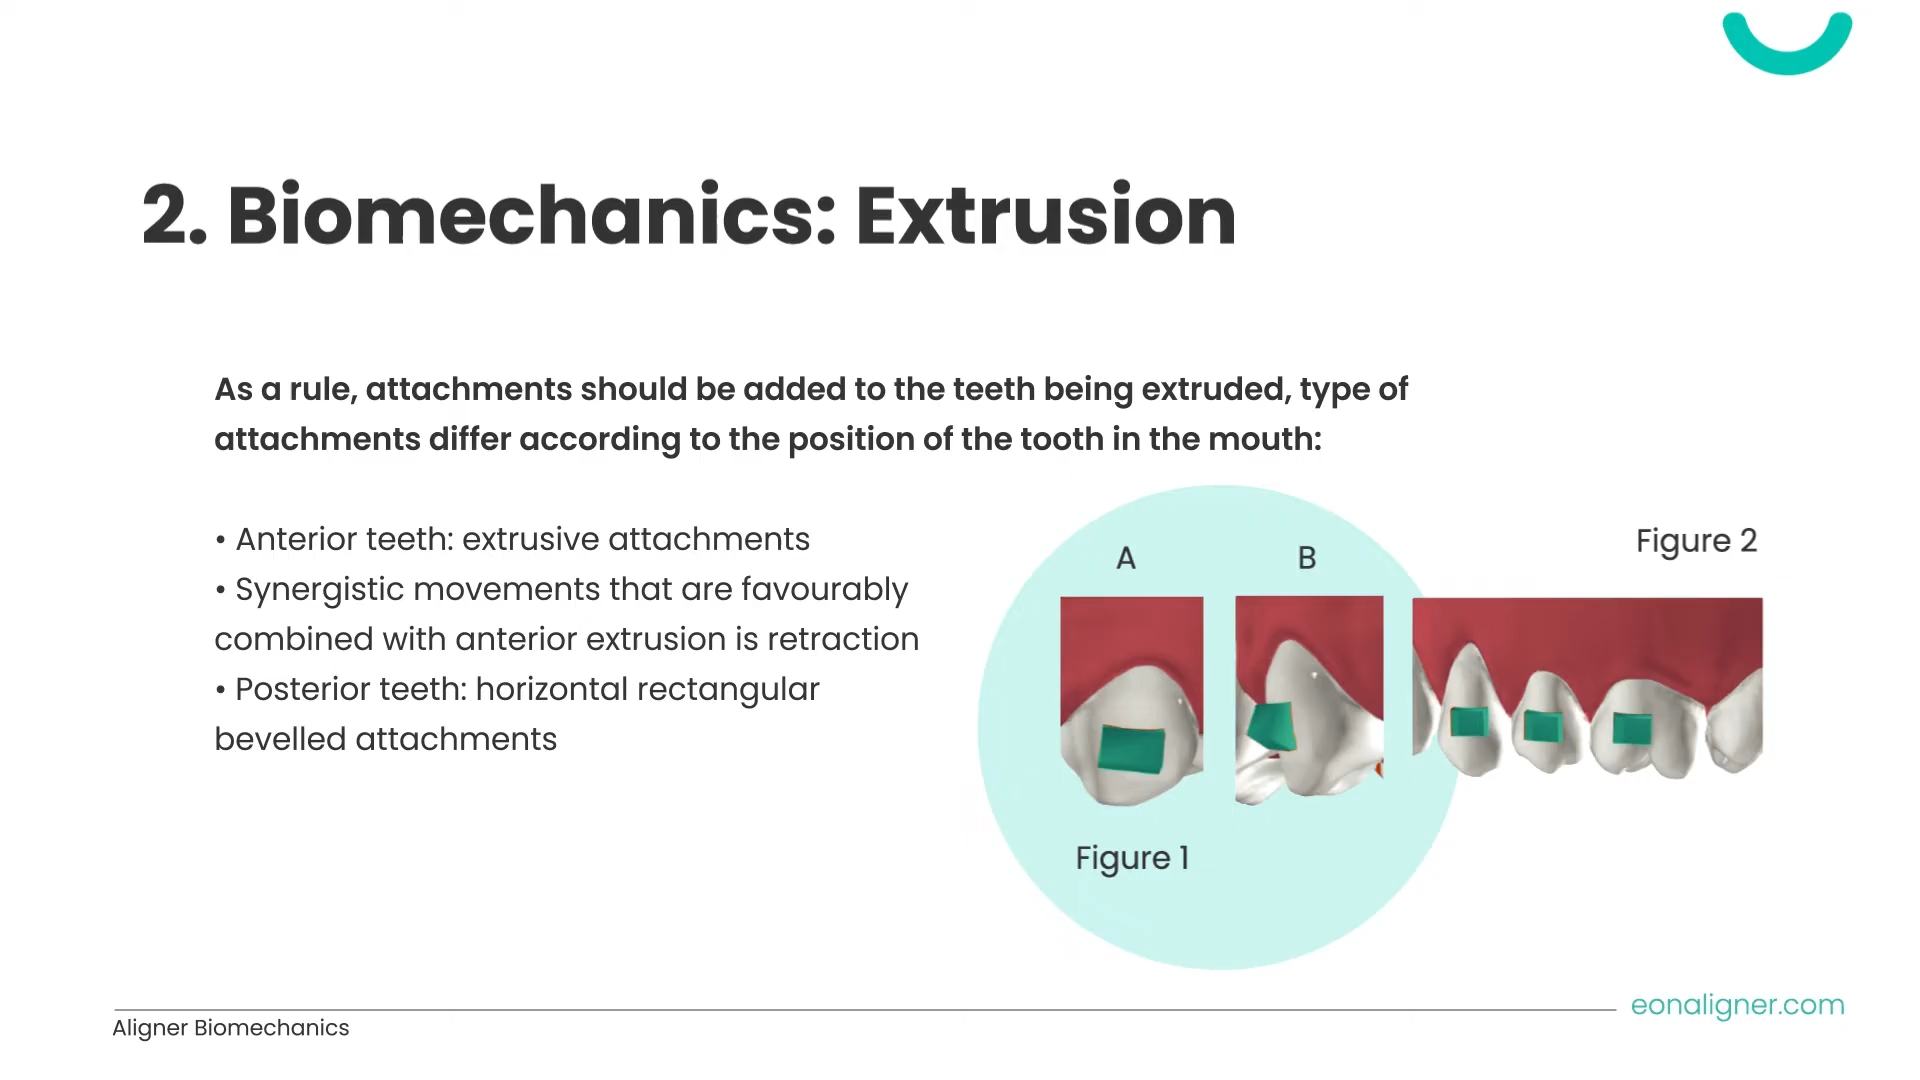 2. Biomechanics: Extrusion
As a rule, attachments should be added to the teeth being extruded, type of
attachments differ according to the position of the tooth in the mouth:
• Anterior teeth: extrusive attachments
• Synergistic movements that are favourably
combined with anterior extrusion is retraction
• Posterior teeth: horizontal rectangular
bevelled attachments
A
B
Figure 1
Figure 2
Aligner Biomechanics
eonaligner.com